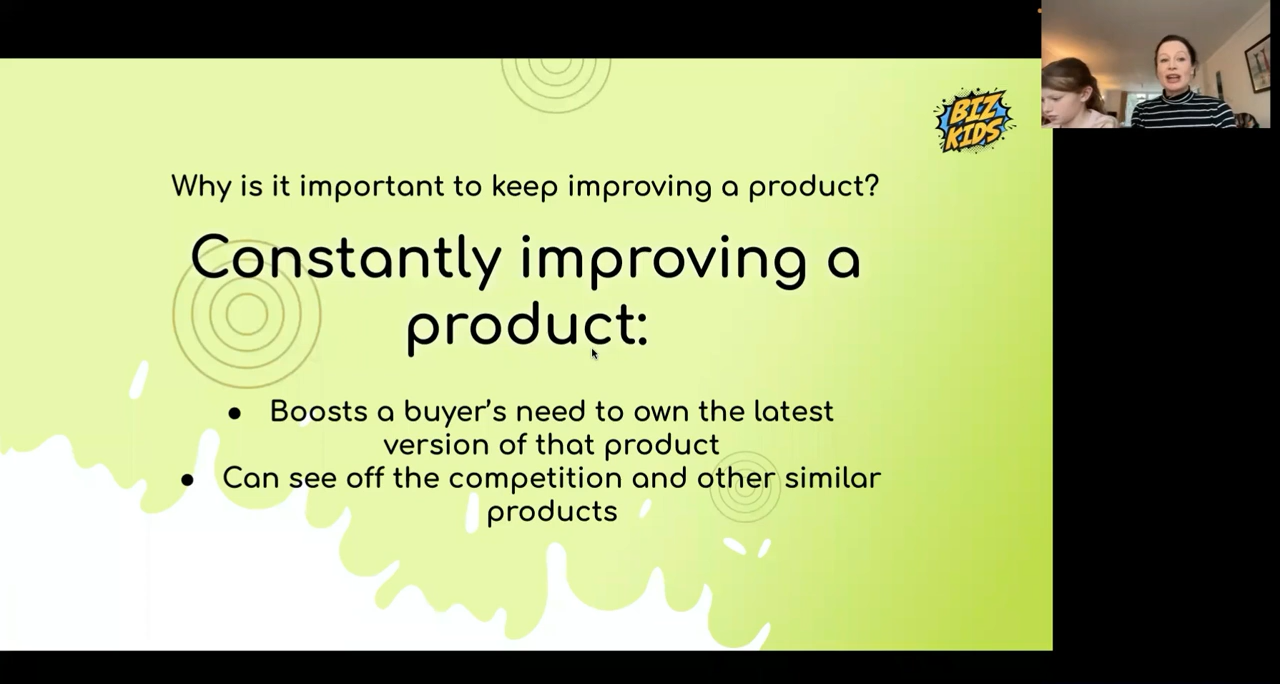 BIZ
KIDS
Why is it important to keep improving a product?
Constantly improving a
product:
● Boosts a buyer’s need to own the latest
version of that product
● Can see off the competition and other similar
products